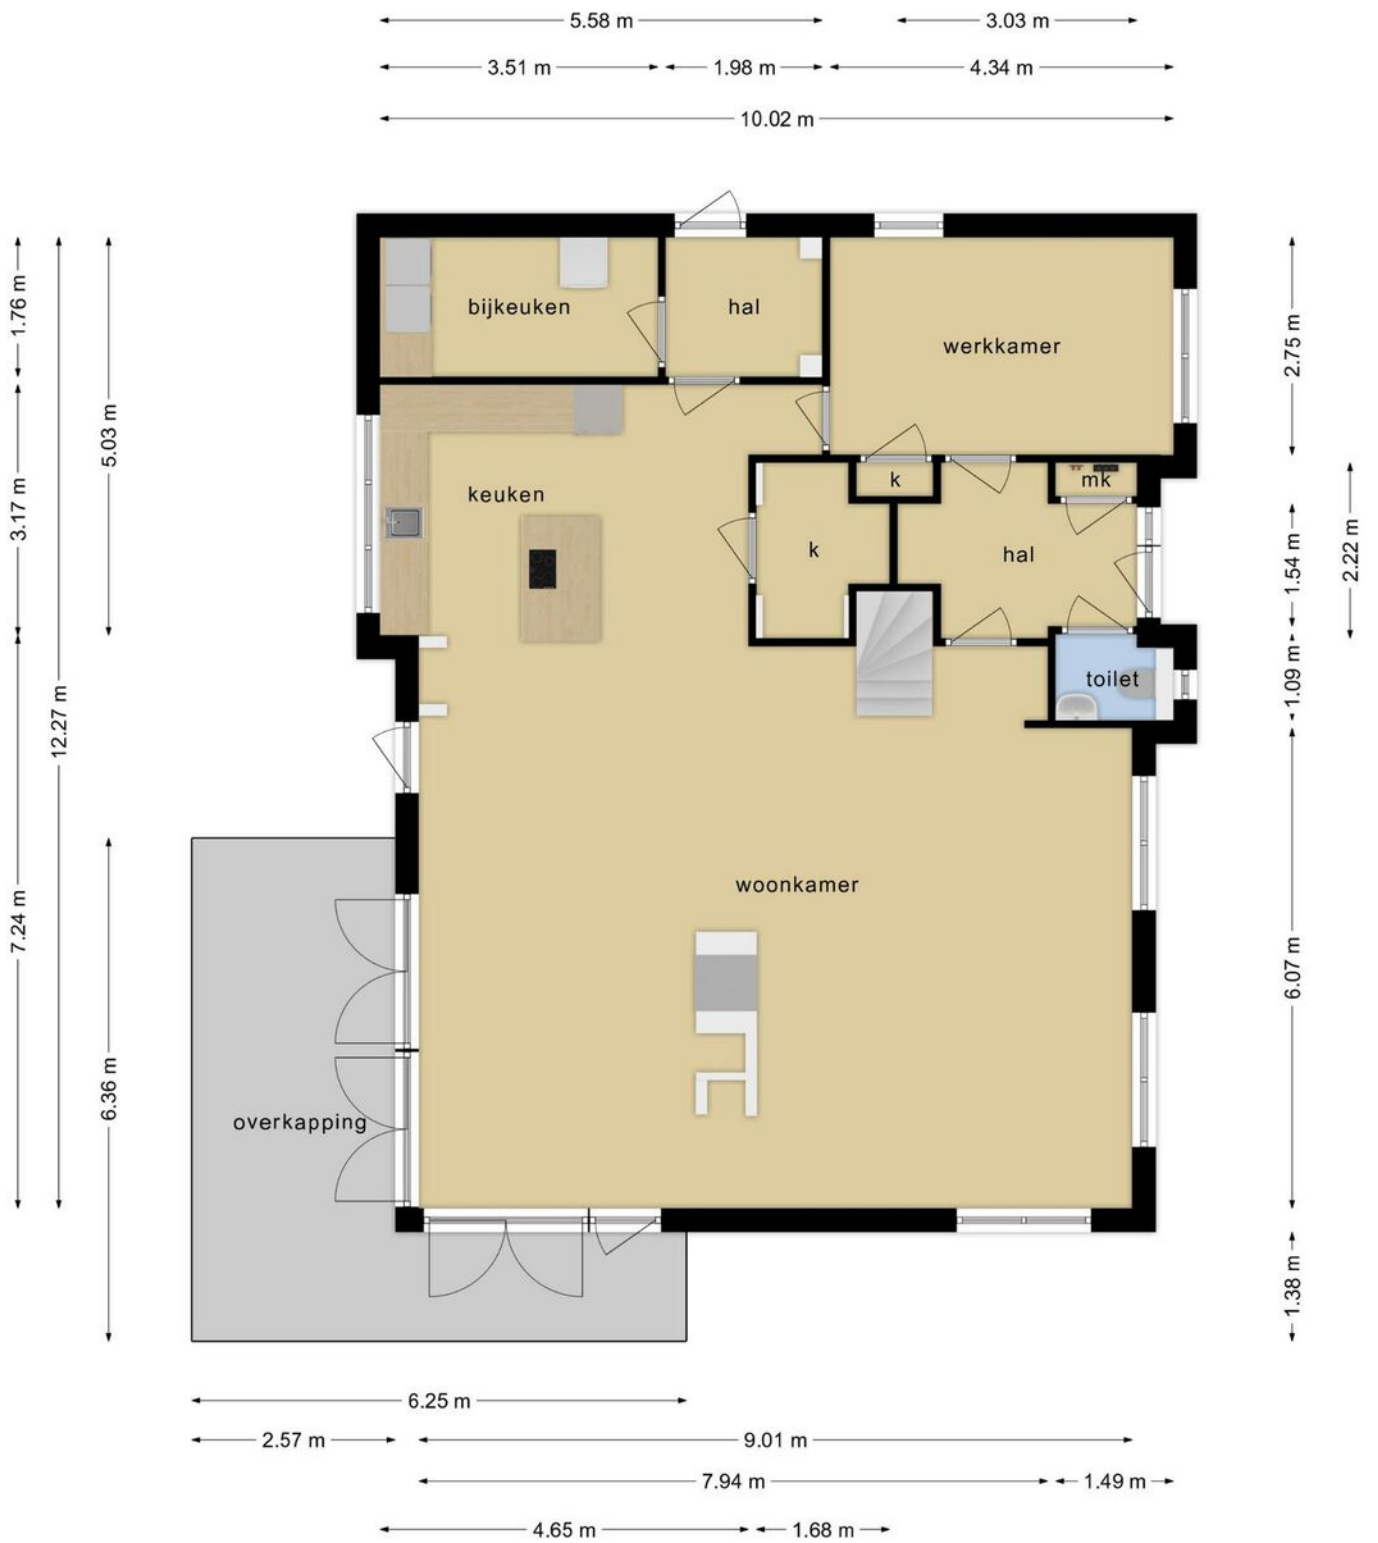 5.58 m
3.03 m
3.51 m
1.98 m
4.34 m
10.02 m
1.76 m
5.03 m
3.17 m
12.27 m
7.24 m
6.36 m
bijkeuken
hal
werkkamer
2.75 m
keuken
k
mk
k
hal
2.22 m
1.54 m
toilet
1.09 m
woonkamer
6.07 m
overkapping
1.38 m
6.25 m
2.57 m
9.01 m
7.94 m
1.49 m
4.65 m
1.68 m